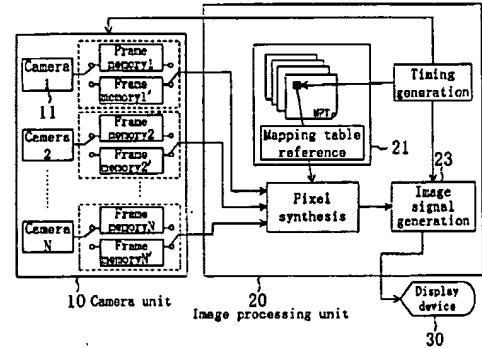 Camera
1
11
Frame
memory1
Frame
memory1'
Camera
2
Frame
memory2
Frame
memory2'
Camera
N
Frame
memoryN
Frame
memoryN'
10 Camera unit
MPT
Mapping table
reference
21
Timing
generation
23
Pixel
synthesis
Image
signal
generation
20
Image processing unit
Display
device
30